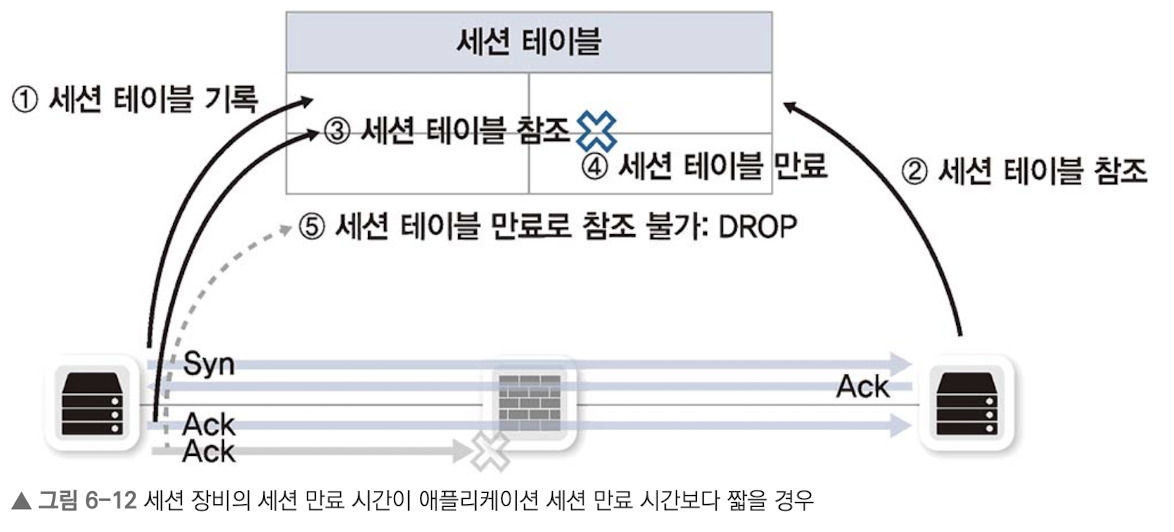 세션 테이블
① 세션 테이블 기록
③ 세션 테이블 참조
④ 세션 테이블 만료
② 세션 테이블 참조
⑤ 세션 테이블 만료로 참조 불가: DROP
Syn
Ack
Ack
Ack
▲ 그림 6-12 세션 장비의 세션 만료 시간이 애플리케이션 세션 만료 시간보다 짧을 경우